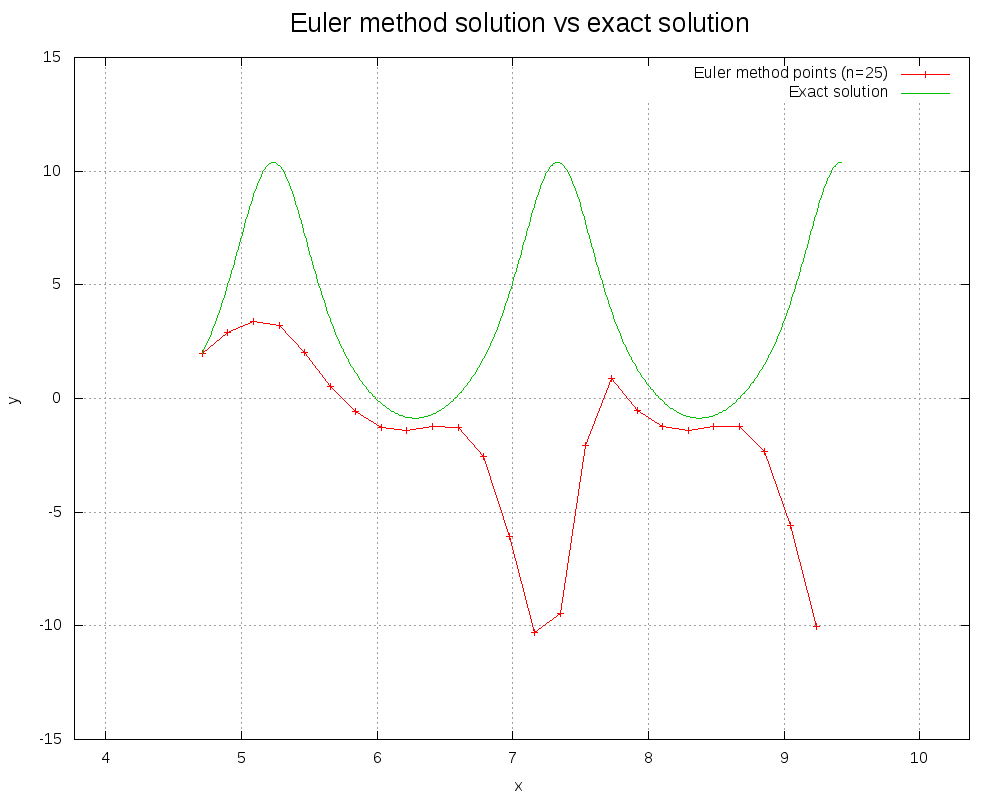 Euler method solution vs exact solution
15
10
5
0
-5
-10
-15
4
5
6
7
8
9
10
y
x
Euler method points (n=25)
Exact solution